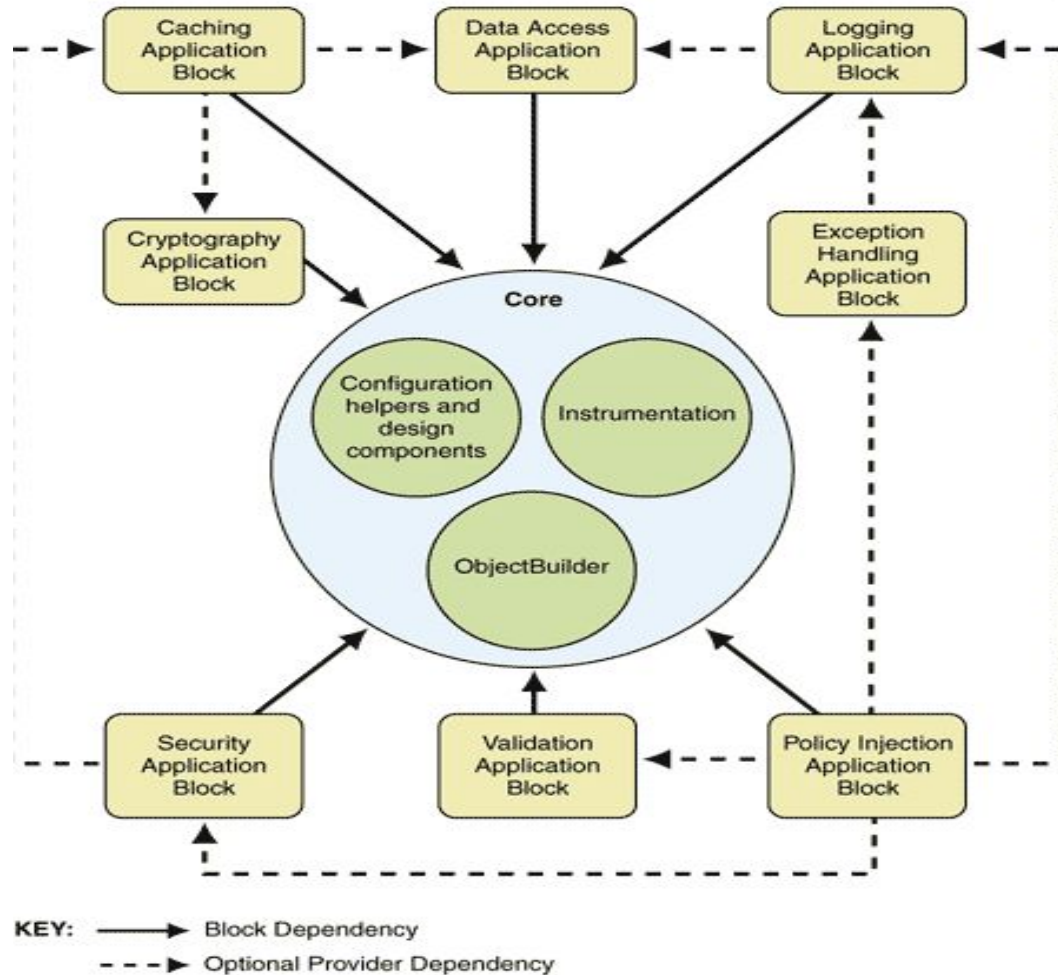 Caching
Application
Block
Data Access
Application
Block
Logging
Application
Block
Cryptography
Application
Block
Exception
Handling
Application
Block
Core
Configuration
helpers and
design
components
Instrumentation
ObjectBuilder
Security
Application
Block
Validation
Application
Block
Policy Injection
Application
Block
KEY:
Block Dependency
Optional Provider Dependency